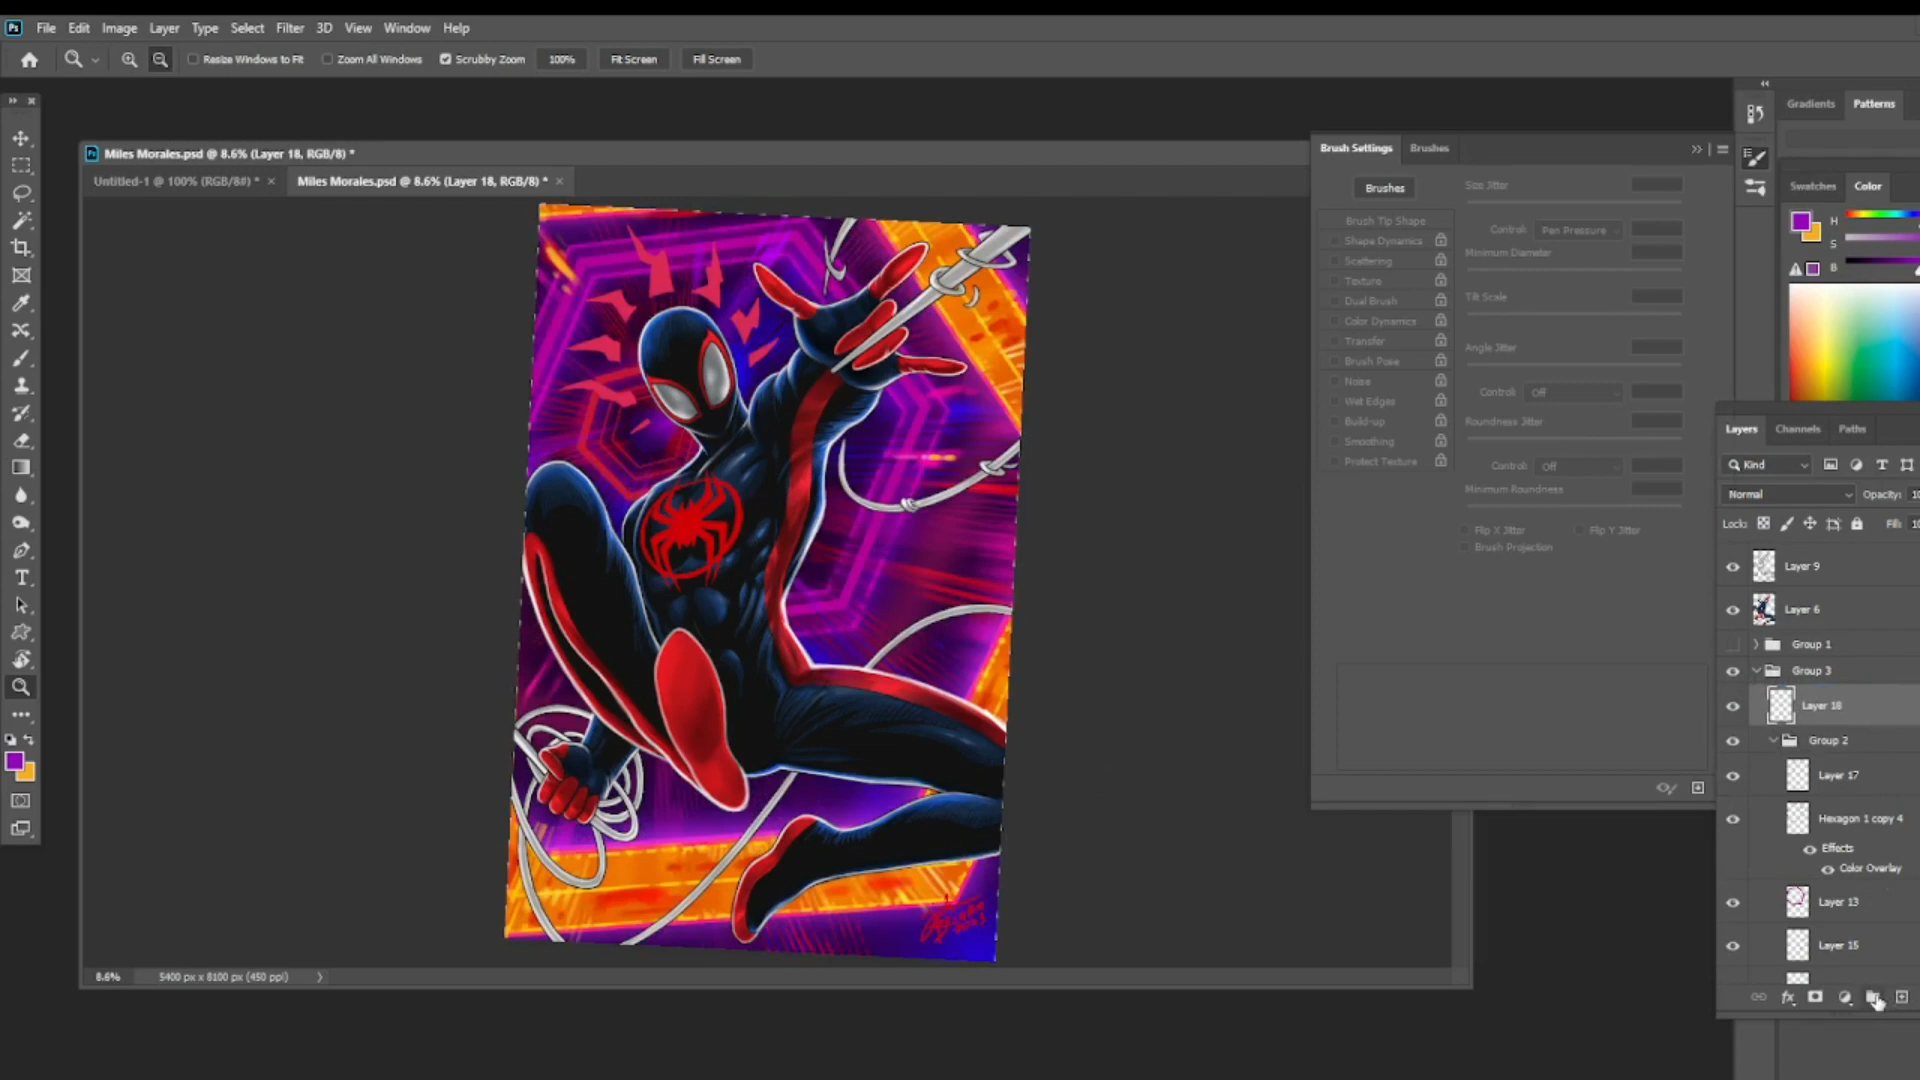 Ps File Edit Image Layer Type Select Filter 3D View Window Help
Resize Windows to Fit Zoom All Windows Scrubby Zoom 100% Fit Screen Fill Screen
Gradients Patterns
Miles Morales.psd @ 8.6% (Layer 18, RGB/8) *
Untitled-1 @ 100% (RGB/8#) * × Miles Morales.psd @ 8.6% (Layer 18, RGB/8) * ×
Brush Settings Brushes
Brushes
Size Jitter
Brush Tip Shape
Shape Dynamics
Scattering
Texture
Dual Brush
Color Dynamics
Transfer
Brush Pose
Noise
Wet Edges
Build-up
Smoothing
Protect Texture
Control: Pen Pressure
Minimum Diameter
Tilt Scale
Angle Jitter
Control: Off
Roundness Jitter
Control: Off
Minimum Roundness
Flip X Jitter Flip Y Jitter
Brush Projection
Swatches Color
H
S
B
Layers Channels Paths
Kind
Normal Opacity: 10
Lock: Fill: 10
Layer 9
Layer 6
Group 1
Group 3
Layer 18
Group 2
Layer 17
Hexagon 1 copy 4
Effects
Color Overlay
Layer 13
Layer 15
fx
8.6% 5400 px x 8100 px (450 ppi)